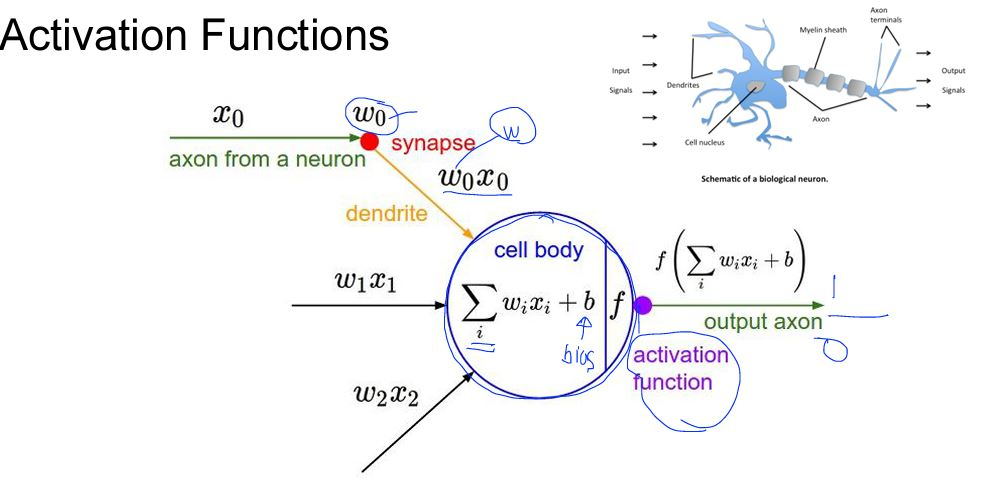 Activation Functions
Axon
terminals
Myelin sheath
Input
Signals
Dendrites
Output
Signals
Axon
Cell nucleus
Schematic of a biological neuron.
x₀
w₀
axon from a neuron
synapse
w
w₀x₀
dendrite
cell body
f(∑ᵢ wᵢxᵢ + b)
w₁x₁
∑ᵢ wᵢxᵢ + b
f
output axon
1
0
bias
activation
function
w₂x₂